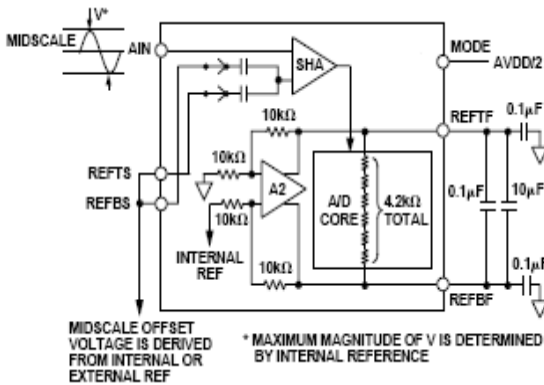 V*
MIDSCALE
AIN
SHA
MODE
AVDD/2
REFTF
0.1µF
10kΩ
10kΩ
REFTS
REFBS
A2
10kΩ
A/D
CORE
4.2kΩ
TOTAL
0.1µF
10µF
INTERNAL
REF
10kΩ
0.1µF
REFBF
MIDSCALE OFFSET
VOLTAGE IS DERIVED
FROM INTERNAL OR
EXTERNAL REF
* MAXIMUM MAGNITUDE OF V IS DETERMINED
BY INTERNAL REFERENCE